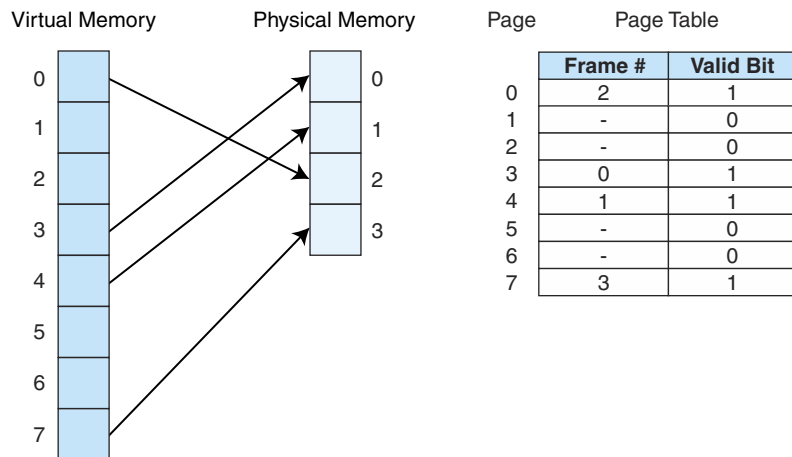 Virtual Memory
0
1
2
3
4
5
6
7
Physical Memory
0
1
2
3
Page
Page Table
Frame # Valid Bit
0 2 1
1 - 0
2 - 0
3 0 1
4 1 1
5 - 0
6 - 0
7 3 1